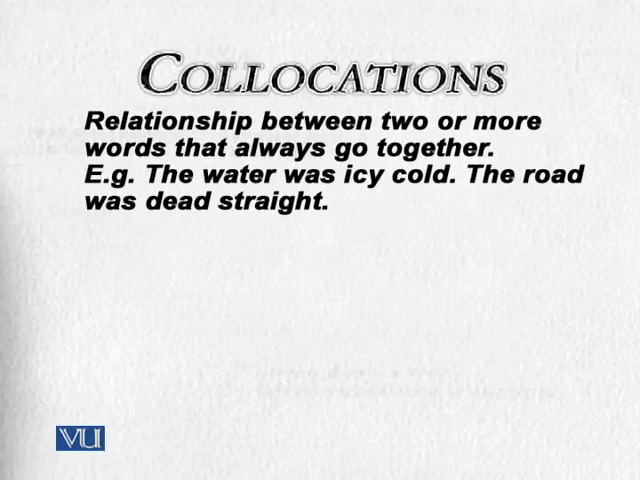 COLLOCATIONS
Relationship between two or more
words that always go together.
E.g. The water was icy cold. The road
was dead straight.
VU